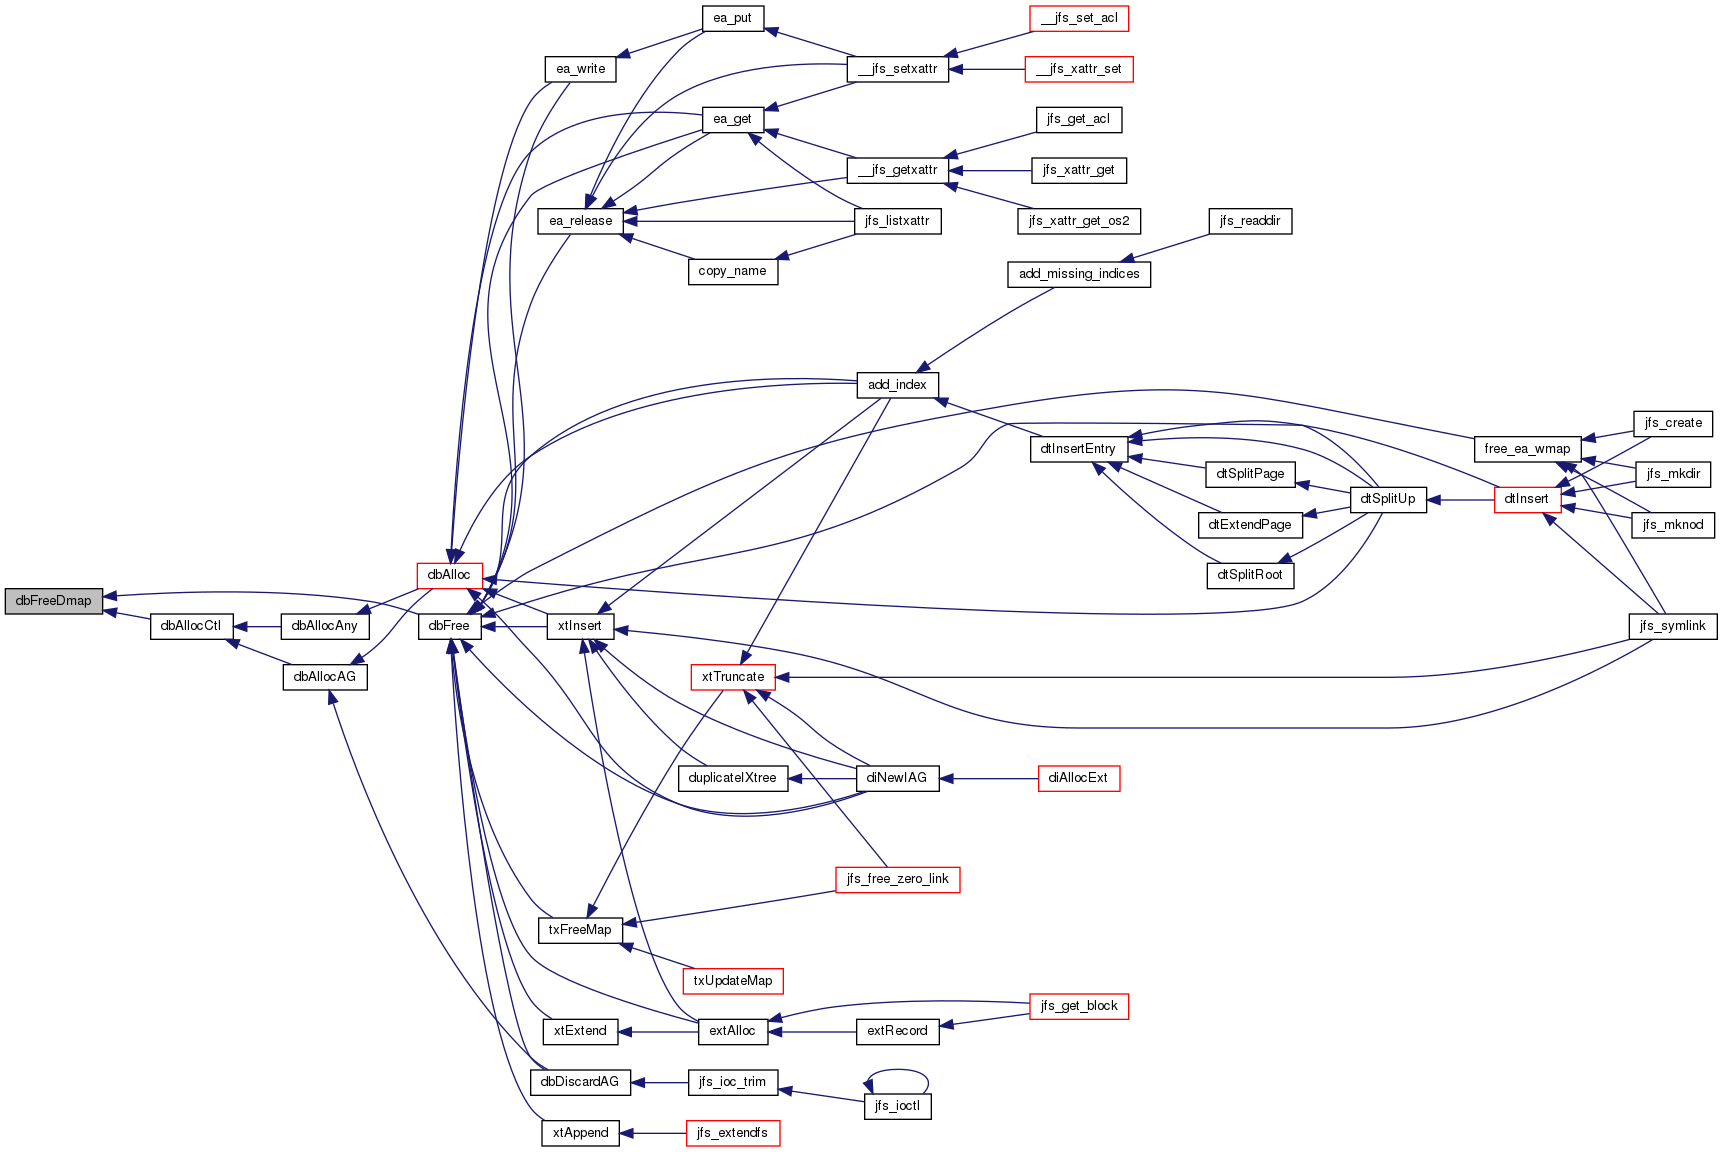 ea_put
__jfs_set_acl
ea_write
__jfs_setxattr
__jfs_xattr_set
ea_get
jfs_get_acl
__jfs_getxattr
jfs_xattr_get
ea_release
jfs_listxattr
jfs_xattr_get_os2
jfs_readdir
copy_name
add_missing_indices
add_index
jfs_create
dtInsertEntry
free_ea_wmap
dtSplitPage
jfs_mkdir
dtSplitUp
dtInsert
dtExtendPage
jfs_mknod
dbAlloc
dtSplitRoot
dbFreeDmap
dbAllocCtl
dbAllocAny
dbFree
xtInsert
jfs_symlink
dbAllocAG
xtTruncate
duplicateIXtree
diNewIAG
diAllocExt
jfs_free_zero_link
txFreeMap
txUpdateMap
jfs_get_block
xtExtend
extAlloc
extRecord
dbDiscardAG
jfs_ioc_trim
jfs_ioctl
xtAppend
jfs_extendfs